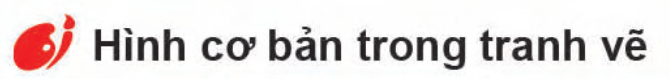 Hình cơ bản trong tranh vẽ